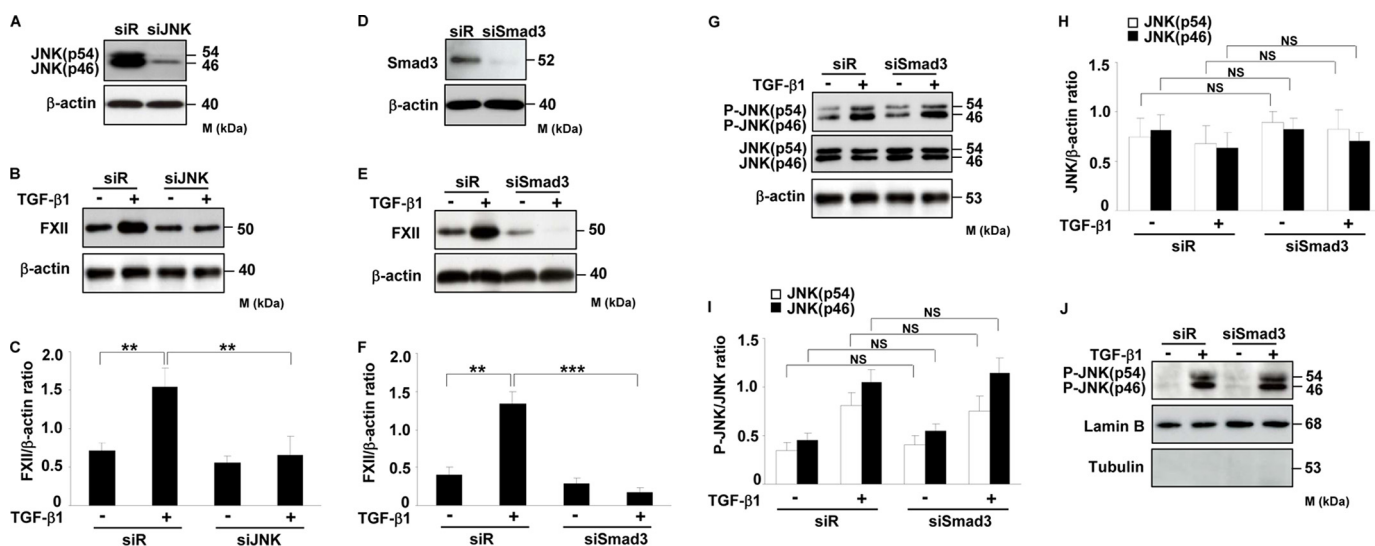 A
siR siJNK
JNK(p54)
JNK(p46)
54
46
β-actin
40
M (kDa)
B
siR siJNK
TGF-β1 - + - +
FXII
50
β-actin
40
M (kDa)
C
FXII/β-actin ratio
2.0
1.5
1.0
0.5
0
** **
TGF-β1 - + - +
siR siJNK
D
siR siSmad3
Smad3
52
β-actin
40
M (kDa)
E
siR siSmad3
TGF-β1 - + - +
FXII
50
β-actin
40
M (kDa)
F
FXII/β-actin ratio
2.0
1.5
1.0
0.5
0
** ***
TGF-β1 - + - +
siR siSmad3
G
siR siSmad3
TGF-β1 - + - +
P-JNK(p54)
P-JNK(p46)
54
46
JNK(p54)
JNK(p46)
54
46
β-actin
53
M (kDa)
H
JNK(p54)
JNK(p46)
JNK/β-actin ratio
1.5
1.0
0.5
0
NS
NS
NS
NS
TGF-β1 - + - +
siR siSmad3
I
JNK(p54)
JNK(p46)
P-JNK/JNK ratio
1.5
1.0
0.5
0
NS
NS
NS
NS
TGF-β1 - + - +
siR siSmad3
J
siR siSmad3
TGF-β1 - + - +
P-JNK(p54)
P-JNK(p46)
54
46
Lamin B
68
Tubulin
53
M (kDa)